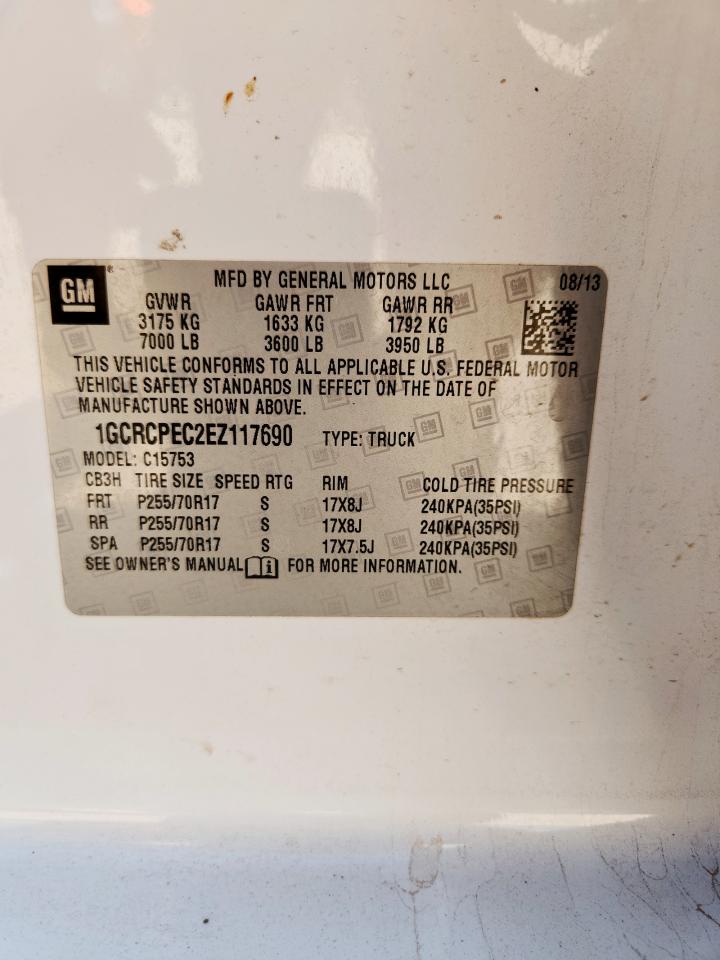 GM® MFD BY GENERAL MOTORS LLC 08/13
GVWR GAWR FRT GAWR RR
3175 KG 1633 KG 1792 KG
7000 LB 3600 LB 3950 LB
THIS VEHICLE CONFORMS TO ALL APPLICABLE U.S. FEDERAL MOTOR
VEHICLE SAFETY STANDARDS IN EFFECT ON THE DATE OF
MANUFACTURE SHOWN ABOVE.
1GCRCPEC2EZ117690 TYPE: TRUCK
MODEL: C15753
CB3H TIRE SIZE SPEED RTG RIM COLD TIRE PRESSURE
FRT P255/70R17 S 17X8J 240KPA(35PSI)
RR P255/70R17 S 17X8J 240KPA(35PSI)
SPA P255/70R17 S 17X7.5J 240KPA(35PSI)
SEE OWNER'S MANUAL FOR MORE INFORMATION.